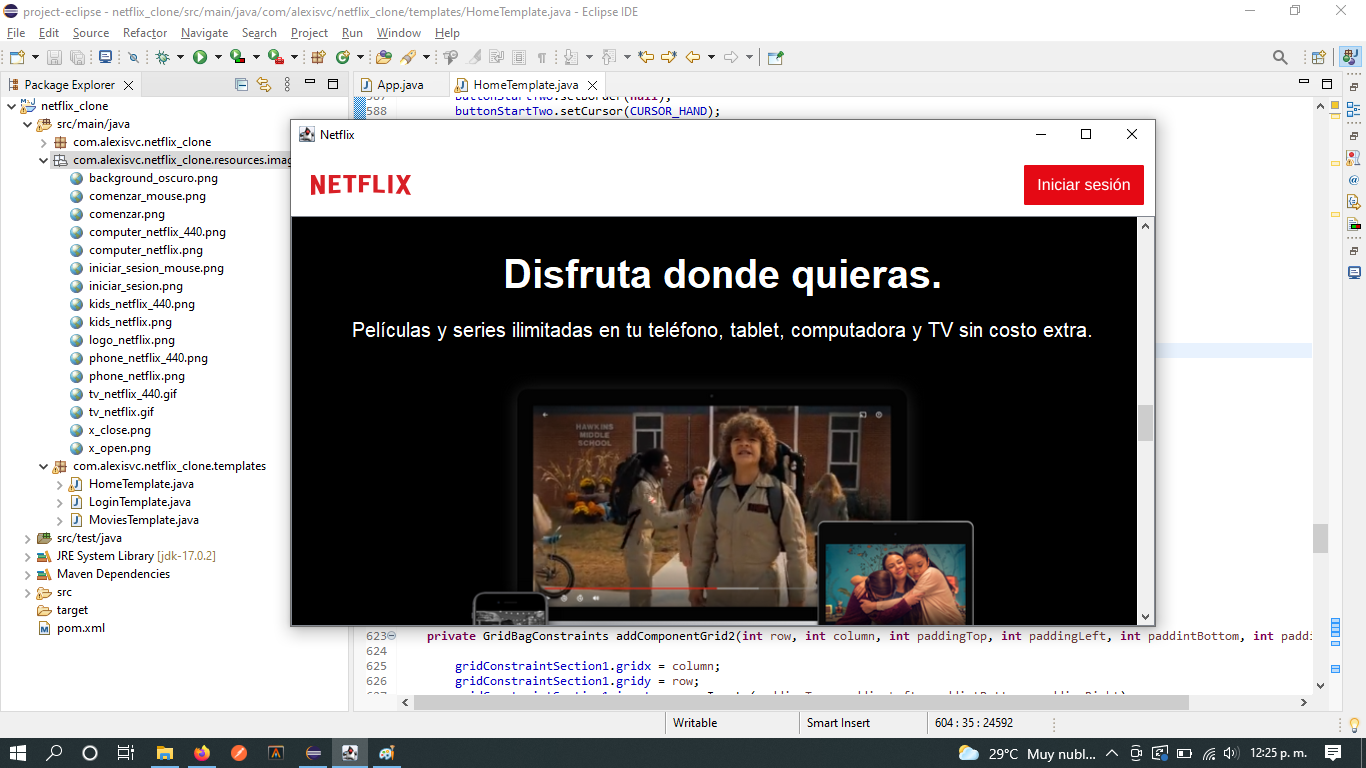 project-eclipse - netflix_clone/src/main/java/com/alexisvc/netflix_clone/templates/HomeTemplate.java - Eclipse IDE
File Edit Source Refactor Navigate Search Project Run Window Help
Package Explorer
App.java
HomeTemplate.java
netflix_clone
src/main/java
com.alexisvc.netflix_clone
com.alexisvc.netflix_clone.resources.imag
background_oscuro.png
comenzar_mouse.png
comenzar.png
computer_netflix_440.png
computer_netflix.png
iniciar_sesion_mouse.png
iniciar_sesion.png
kids_netflix_440.png
kids_netflix.png
logo_netflix.png
phone_netflix_440.png
phone_netflix.png
tv_netflix_440.gif
tv_netflix.gif
x_close.png
x_open.png
com.alexisvc.netflix_clone.templates
HomeTemplate.java
LoginTemplate.java
MoviesTemplate.java
src/test/java
JRE System Library [jdk-17.0.2]
Maven Dependencies
src
target
pom.xml
587 buttonStartTwo.setBorder(null);
588 buttonStartTwo.setCursor(CURSOR_HAND);
Netflix
NETFLIX
Iniciar sesión
Disfruta donde quieras.
Películas y series ilimitadas en tu teléfono, tablet, computadora y TV sin costo extra.
HAWKINS
MIDDLE
SCHOOL
623 private GridBagConstraints addComponentGrid2(int row, int column, int paddingTop, int paddingLeft, int paddintBottom, int paddi
624
625 gridConstraintSection1.gridx = column;
626 gridConstraintSection1.gridy = row;
Writable
Smart Insert
604 : 35 : 24592
29°C Muy nubl...
12:25 p. m.